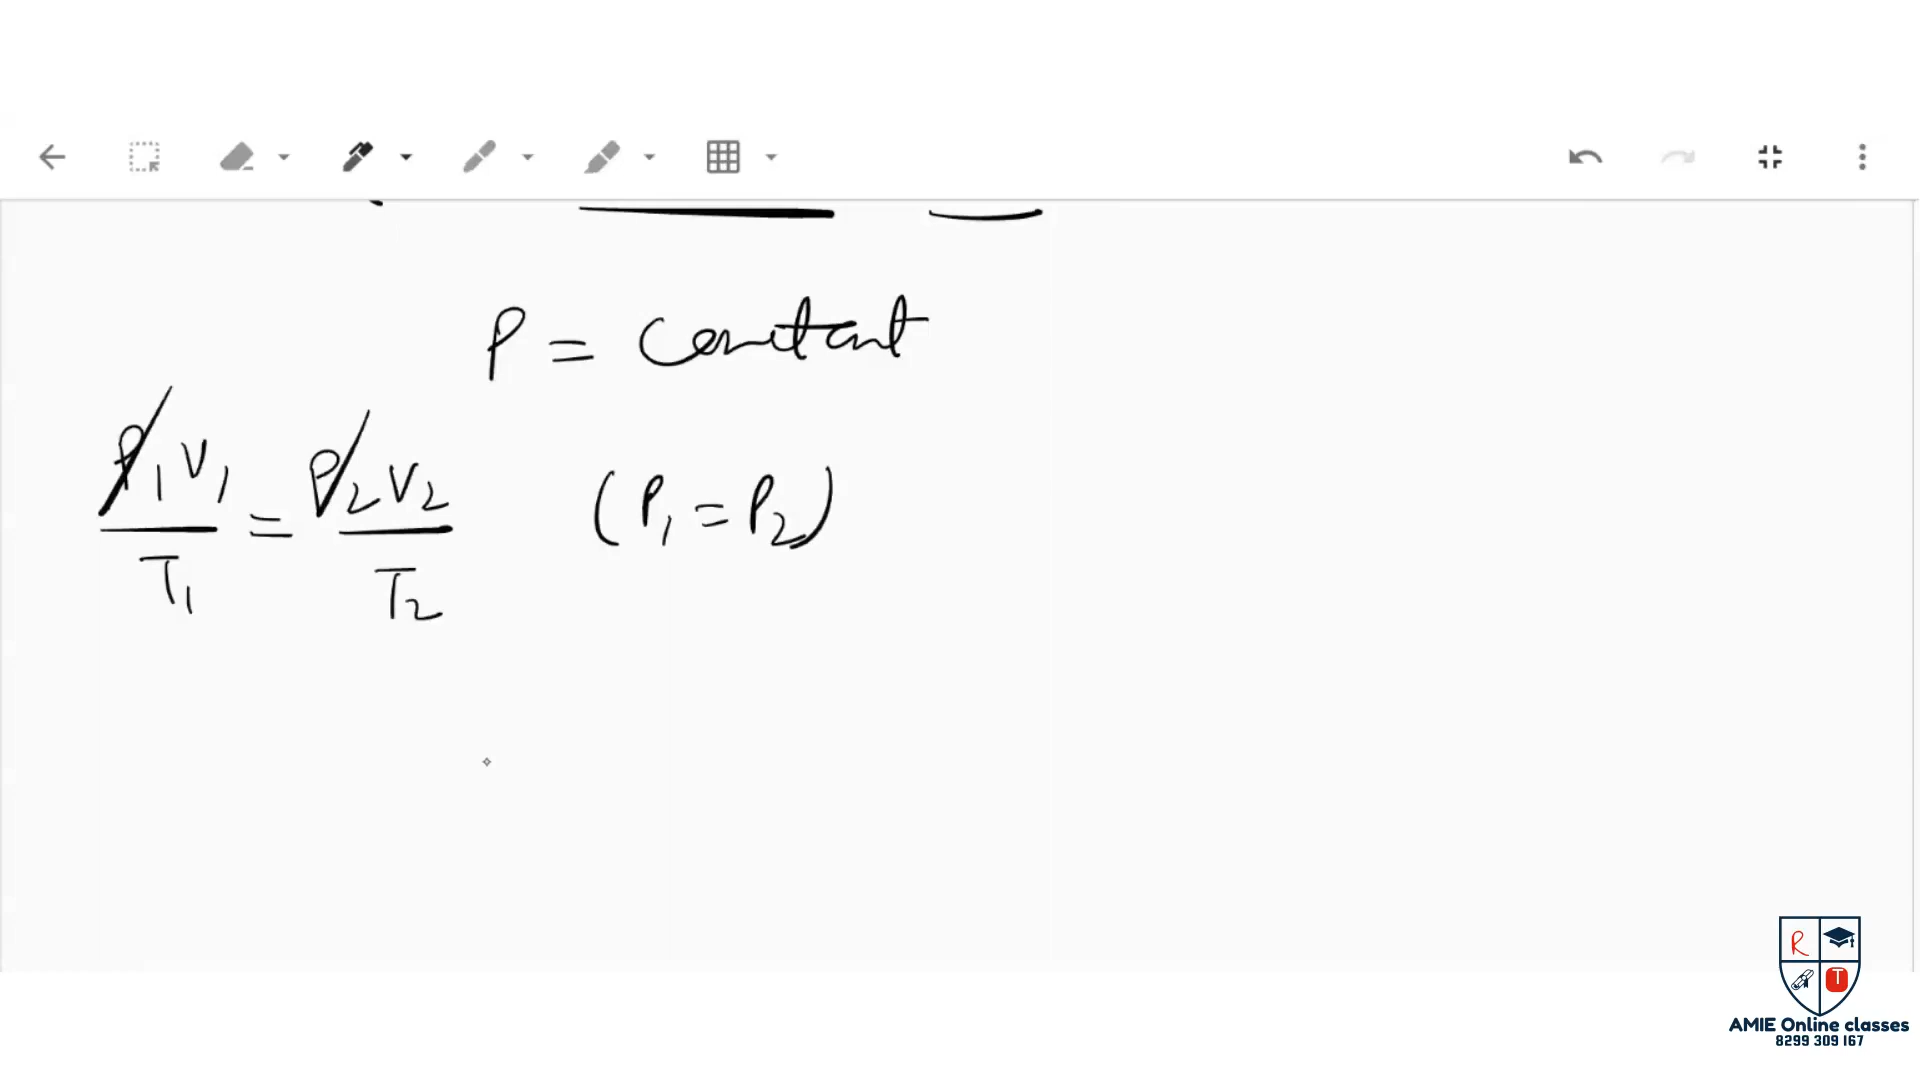 P = constant
P₁V₁/T₁ = P₂V₂/T₂ (P₁ = P₂)
R
T
AMIE Online classes
8299 309 167